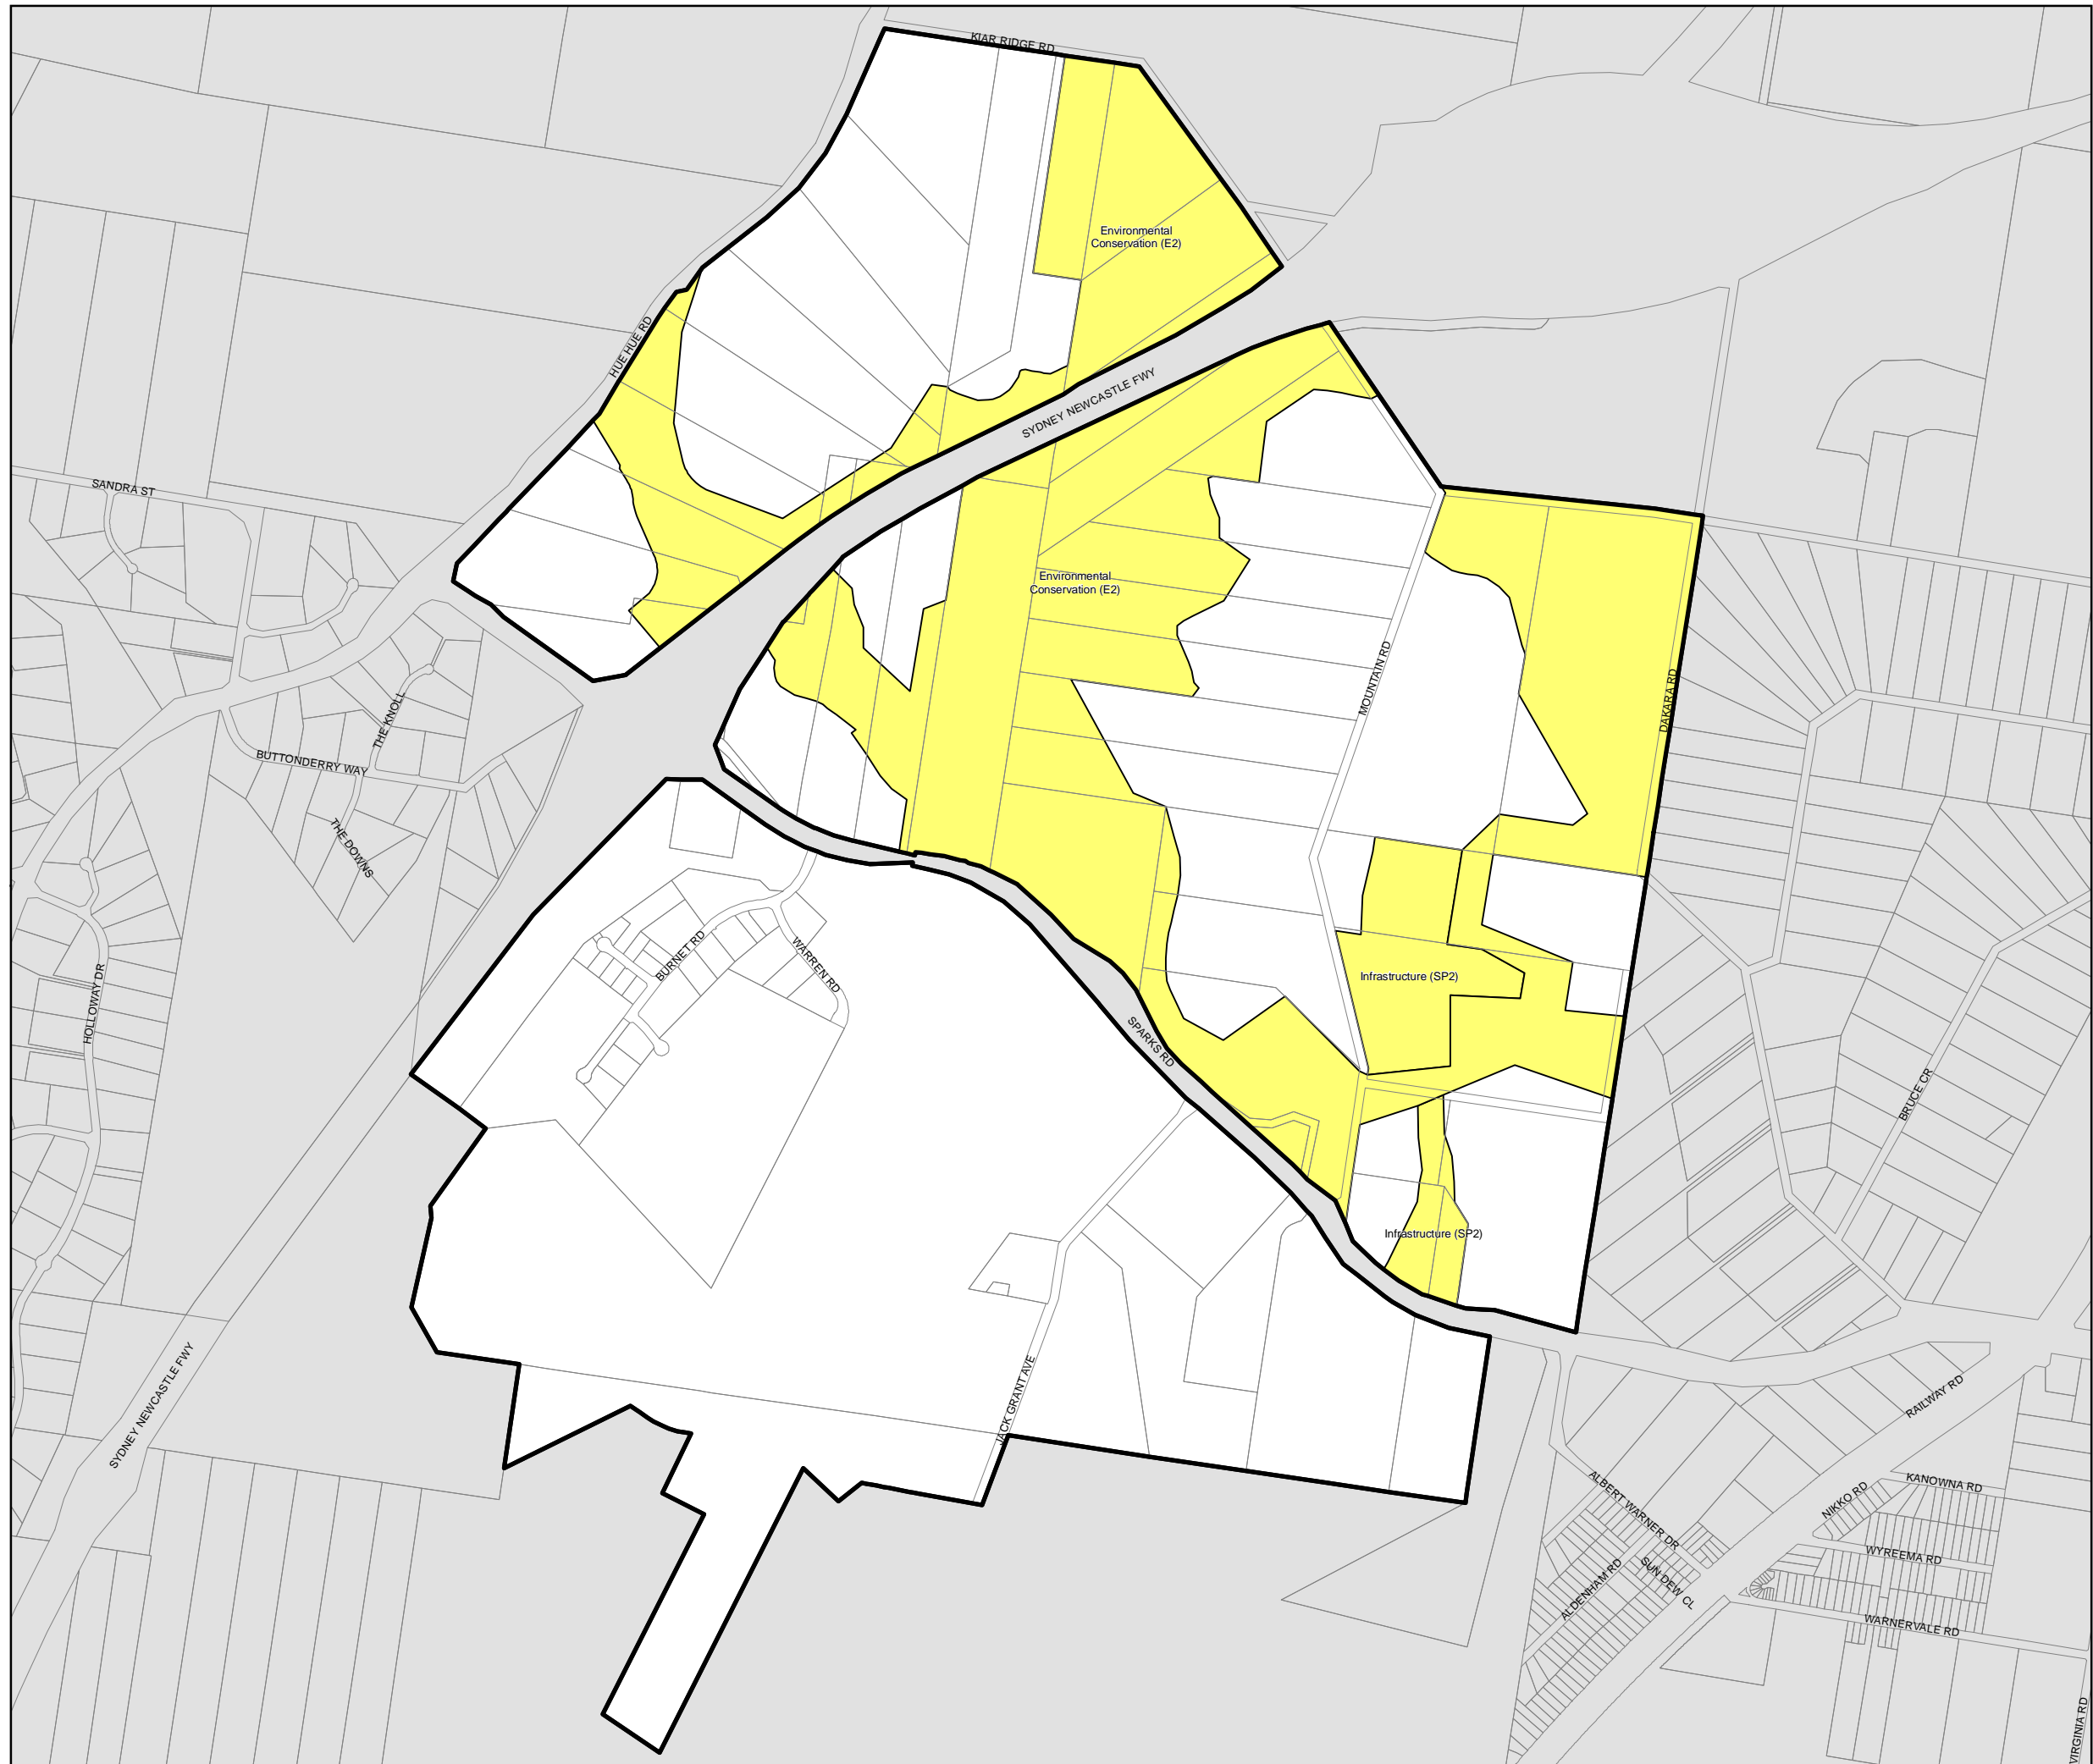 KIAR RIDGE RD
Environmental
Conservation (E2)
HUE HUE RD
SYDNEY NEWCASTLE FWY
SANDRA ST
Environmental
Conservation (E2)
MOUNTAIN RD
DAKARA RD
THE KNOLL
BUTTONDERRY WAY
THE DOWNS
BURNET RD
WARREN RD
Infrastructure (SP2)
HOLLOWAY DR
SPARKS RD
BRUCE CR
Infrastructure (SP2)
SYDNEY NEWCASTLE FWY
JACK GRANT AVE
RAILWAY RD
ALBERT WARNER DR
NIKKO RD
KANOWNA RD
WYREEMA RD
ALDENHAM RD
SUN DEW CL
WARNERVALE RD
VIRGINIA RD